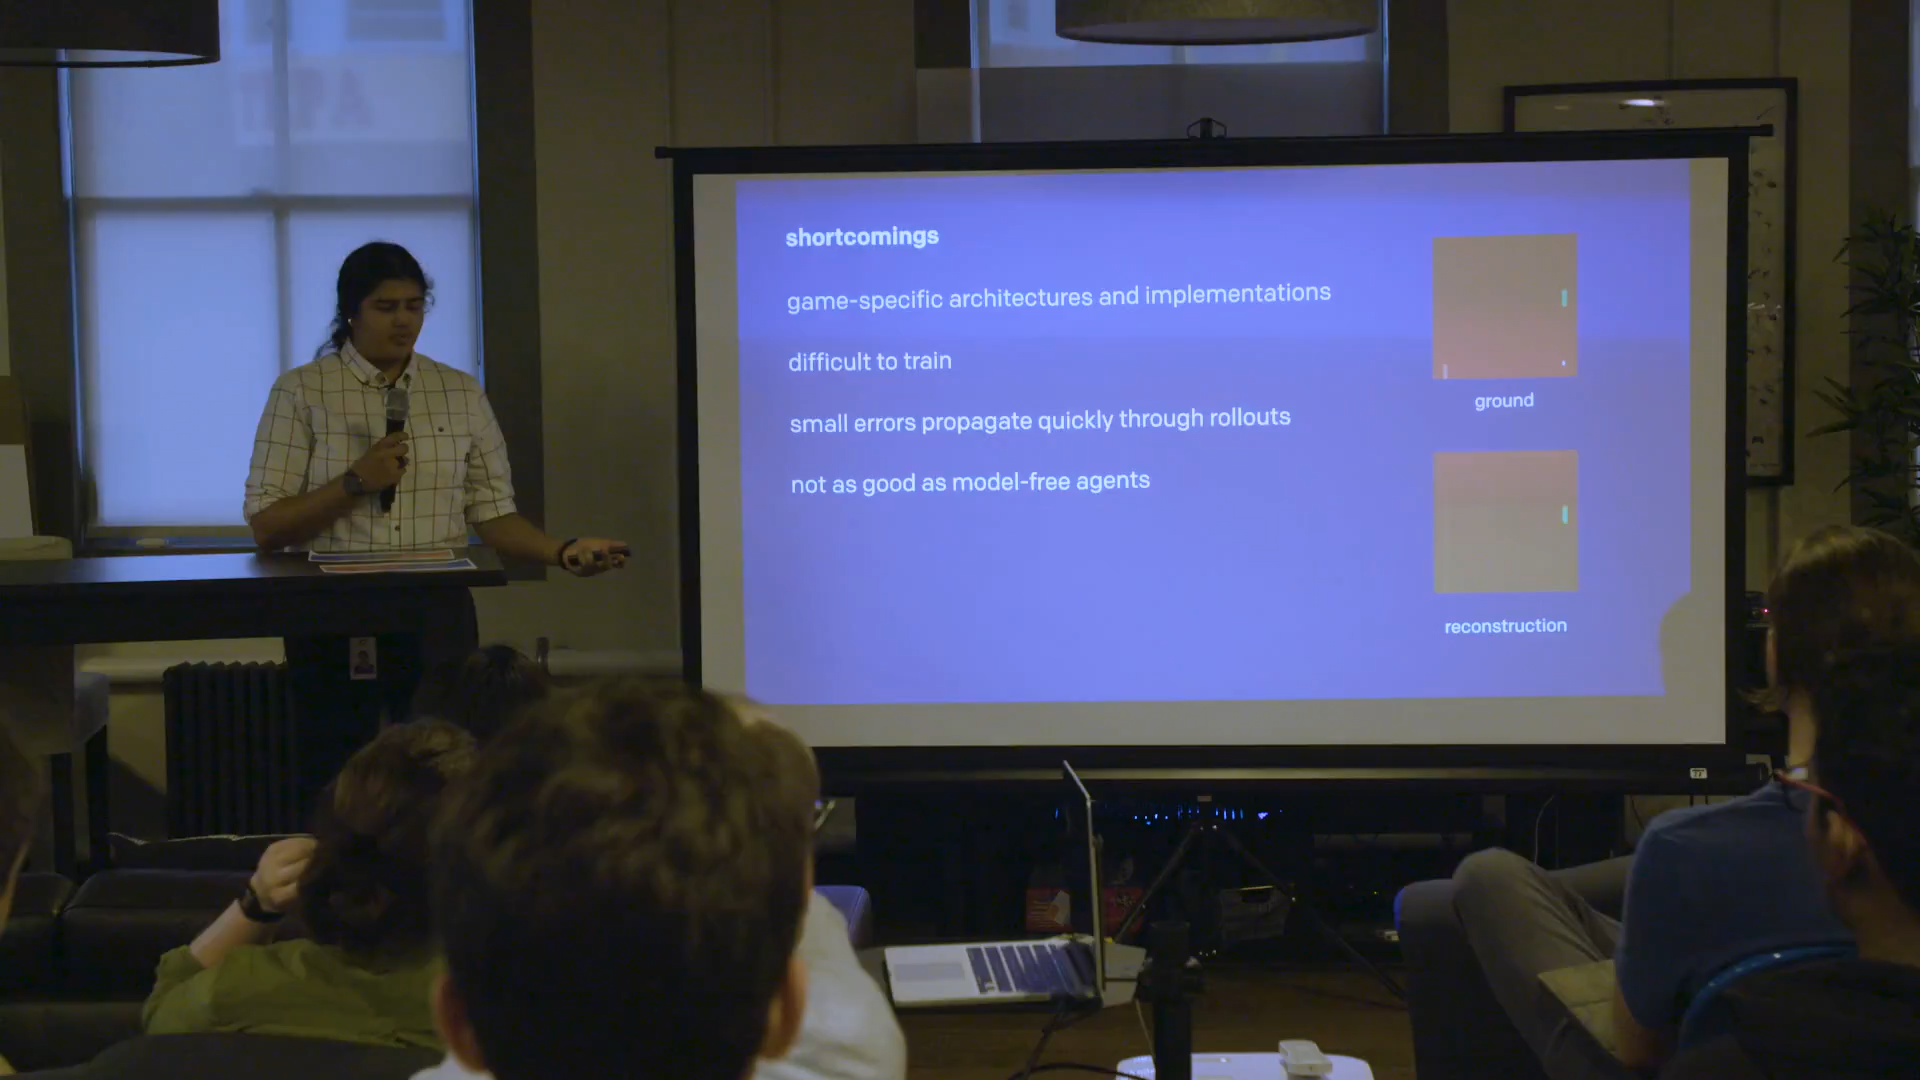 shortcomings
game-specific architectures and implementations
difficult to train
small errors propagate quickly through rollouts
not as good as model-free agents
ground
reconstruction